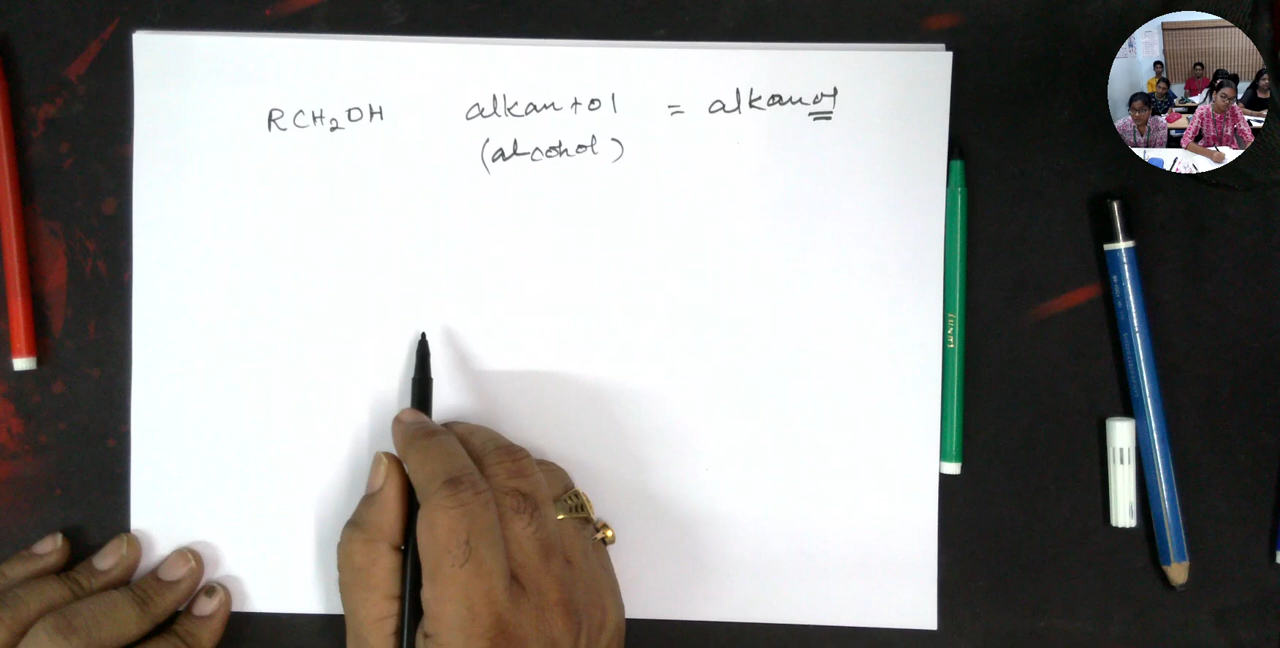 RCH₂OH alkan + ol = alkanol
(alcohol)